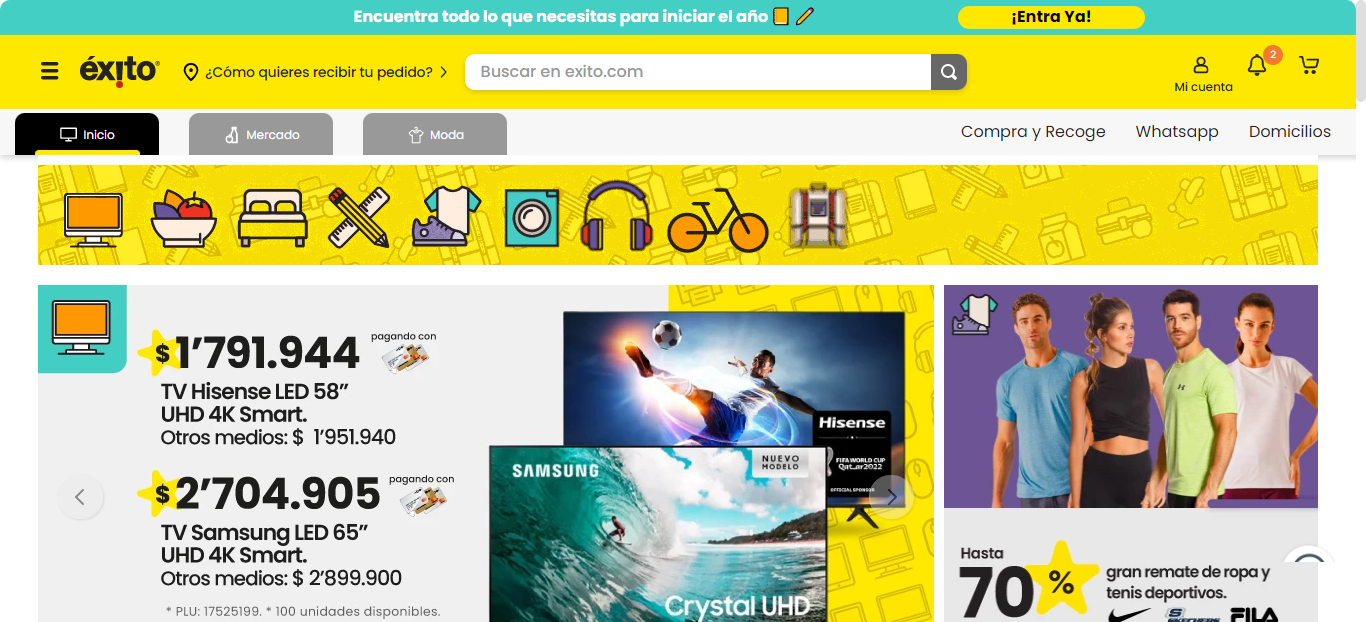 Encuentra todo lo que necesitas para iniciar el año
¡Entra Ya!
éxito
¿Cómo quieres recibir tu pedido?
Buscar en exito.com
2
Mi cuenta
Inicio
Mercado
Moda
Compra y Recoge
Whatsapp
Domicilios
$1’791.944
pagando con
TV Hisense LED 58”
UHD 4K Smart.
Otros medios: $ 1’951.940
$2’704.905
pagando con
TV Samsung LED 65”
UHD 4K Smart.
Otros medios: $ 2’899.900
* PLU: 17525199. * 100 unidades disponibles.
Hisense
FIFA WORLD CUP
Qatar2022
OFFICIAL SPONSOR
SAMSUNG
NUEVO
MODELO
Crystal UHD
Hasta
70%
gran remate de ropa y
tenis deportivos.
SKECHERS
FILA